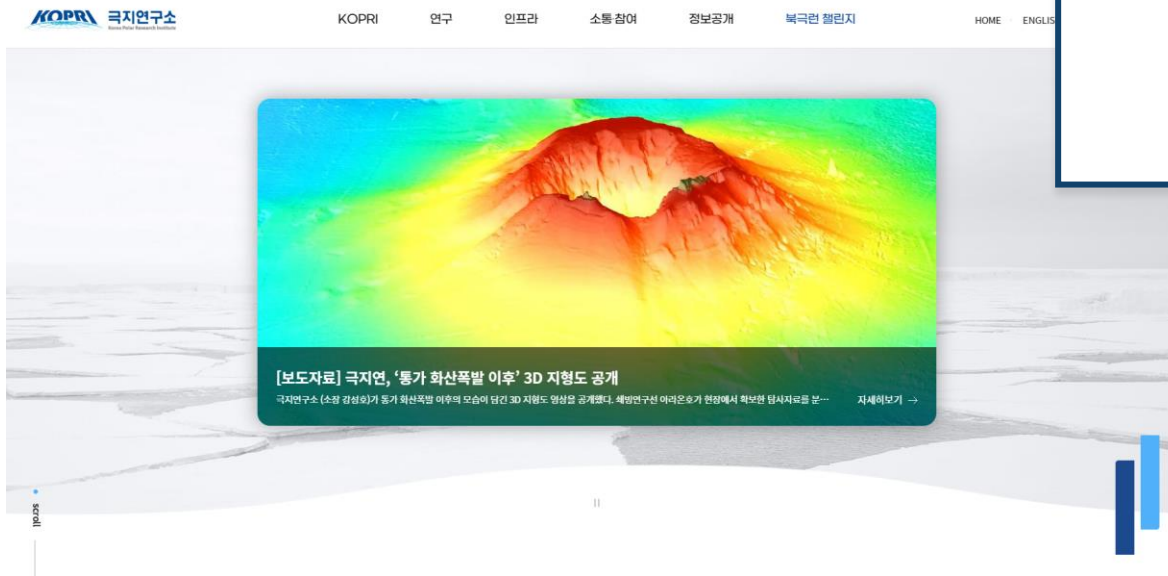 KOPRI 극지연구소
Korea Polar Research Institute
KOPRI 연구 인프라 소통·참여 정보공개 북극런 챌린지
HOME ENGLIS
[보도자료] 극지연, ‘통가 화산폭발 이후’ 3D 지형도 공개
극지연구소 (소장 강성호)가 통가 화산폭발 이후의 모습이 담긴 3D 지형도 영상을 공개했다. 쇄빙연구선 아라온호가 현장에서 확보한 탐사자료를 분… 자세히보기 →
scroll